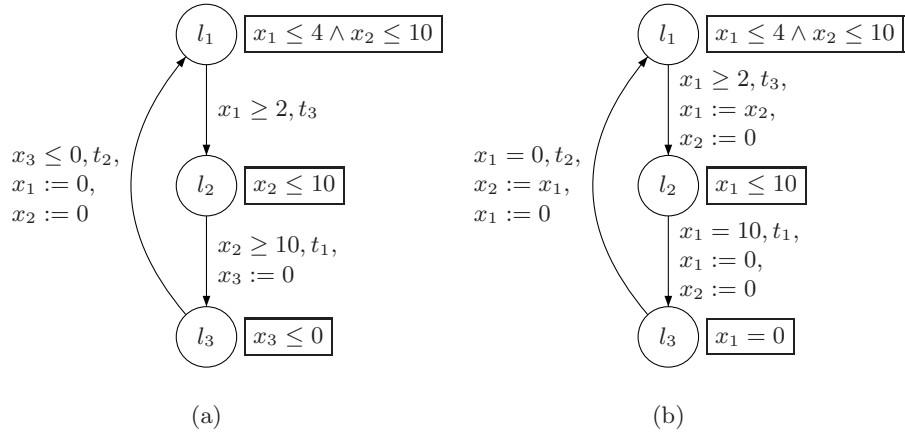 l₁
x₁ ≤ 4 ∧ x₂ ≤ 10
x₁ ≥ 2, t₃
x₃ ≤ 0, t₂,
x₁ := 0,
x₂ := 0
l₂
x₂ ≤ 10
x₂ ≥ 10, t₁,
x₃ := 0
l₃
x₃ ≤ 0
(a)
l₁
x₁ ≤ 4 ∧ x₂ ≤ 10
x₁ ≥ 2, t₃,
x₁ := x₂,
x₂ := 0
x₁ = 0, t₂,
x₂ := x₁,
x₁ := 0
l₂
x₁ ≤ 10
x₁ = 10, t₁,
x₁ := 0,
x₂ := 0
l₃
x₁ = 0
(b)